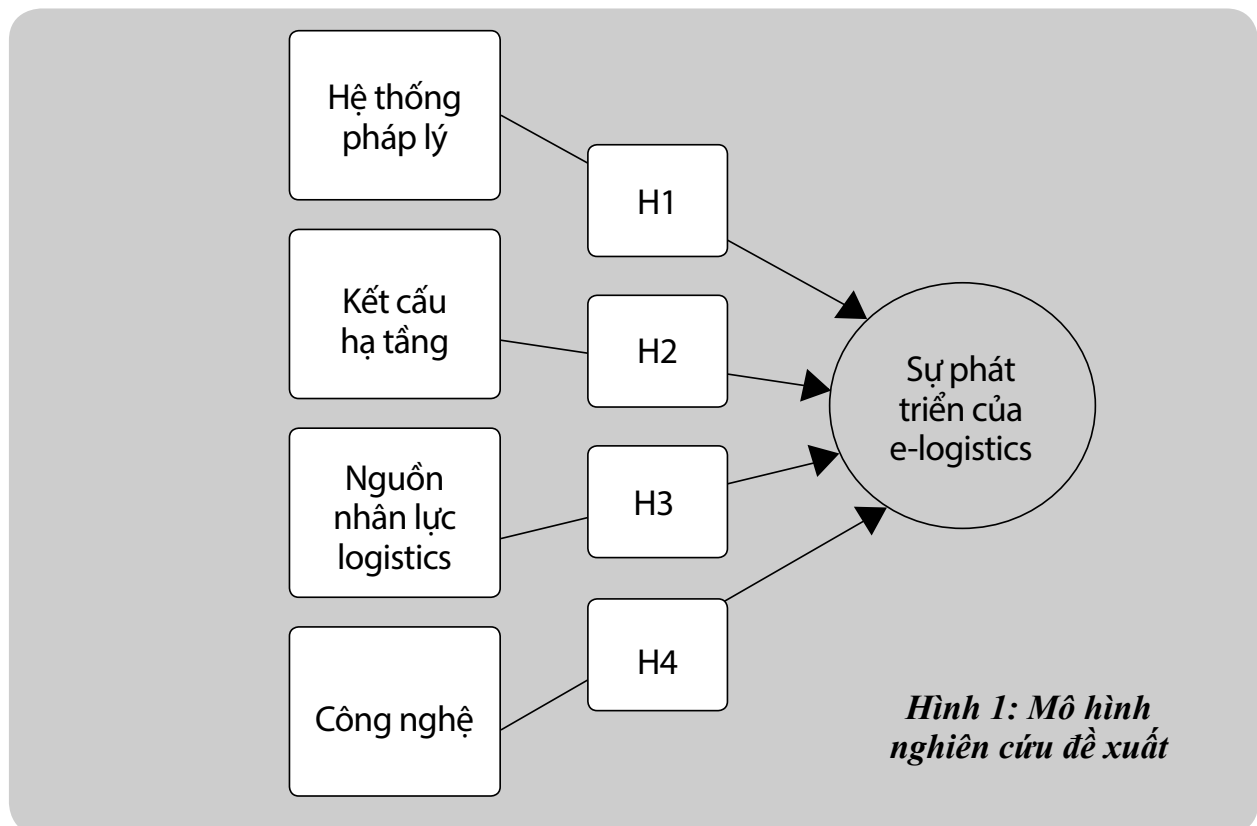 Hệ thống
pháp lý
H1
Kết cấu
hạ tầng
H2
Sự phát
triển của
e-logistics
Nguồn
nhân lực
logistics
H3
Công nghệ
H4
Hình 1: Mô hình
nghiên cứu đề xuất